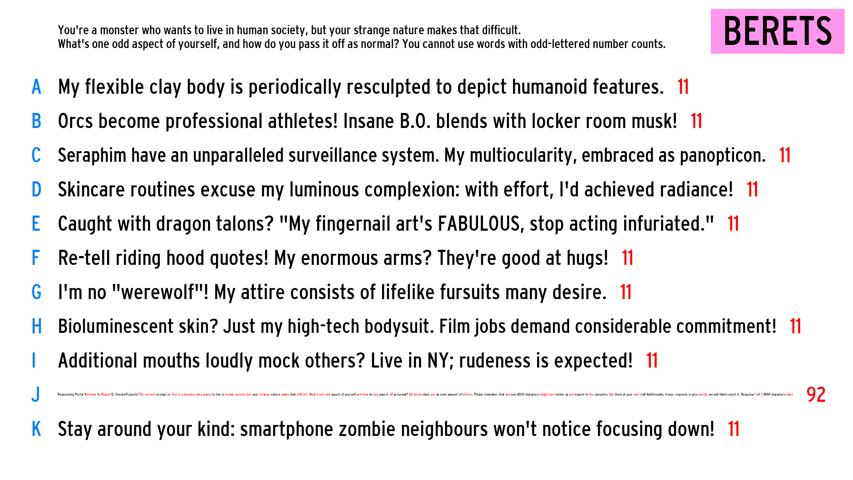 You're a monster who wants to live in human society, but your strange nature makes that difficult.
What's one odd aspect of yourself, and how do you pass it off as normal? You cannot use words with odd-lettered number counts.
BERETS
A My flexible clay body is periodically resculpted to depict humanoid features. 11
B Orcs become professional athletes! Insane B.O. blends with locker room musk! 11
C Seraphim have an unparalleled surveillance system. My multiocularity, embraced as panopticon. 11
D Skincare routines excuse my luminous complexion: with effort, I'd achieved radiance! 11
E Caught with dragon talons? "My fingernail art's FABULOUS, stop acting infuriated." 11
F Re-tell riding hood quotes! My enormous arms? They're good at hugs! 11
G I'm no "werewolf"! My attire consists of lifelike fursuits many desire. 11
H Bioluminescent skin? Just my high-tech bodysuit. Film jobs demand considerable commitment! 11
I Additional mouths loudly mock others? Live in NY; rudeness is expected! 11
J 92
K Stay around your kind: smartphone zombie neighbours won't notice focusing down! 11